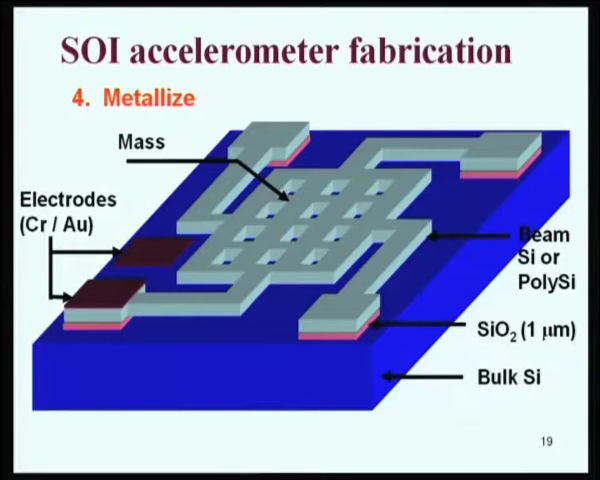 SOI accelerometer fabrication
4. Metallize
Mass
Electrodes
(Cr / Au)
Beam
Si or
PolySi
SiO₂ (1 µm)
Bulk Si
19